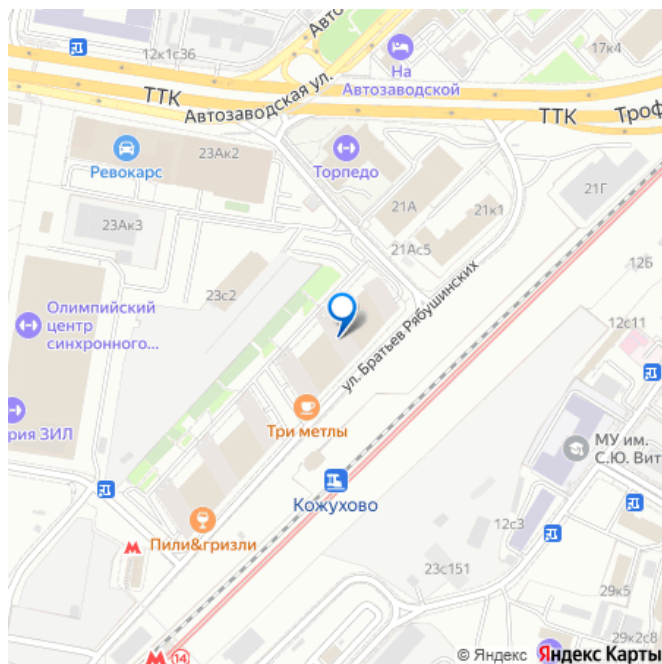 12к1с36
На
Автозаводской
17к4
ТТК
Автозаводская ул.
ТТК
Троф
Ревокарс
23Ак2
Торпедо
21А
21к1
21Г
23Ак3
21Ас5
12Б
23с2
Олимпийский
центр
синхронного...
ул. Братьев Рябушинских
12с11
Три метлы
рия ЗИЛ
МУ им.
С.Ю. Вит
Кожухово
Пили&гризли
12с3
23с151
29к5
29к2с8
14
© Яндекс Яндекс Карты